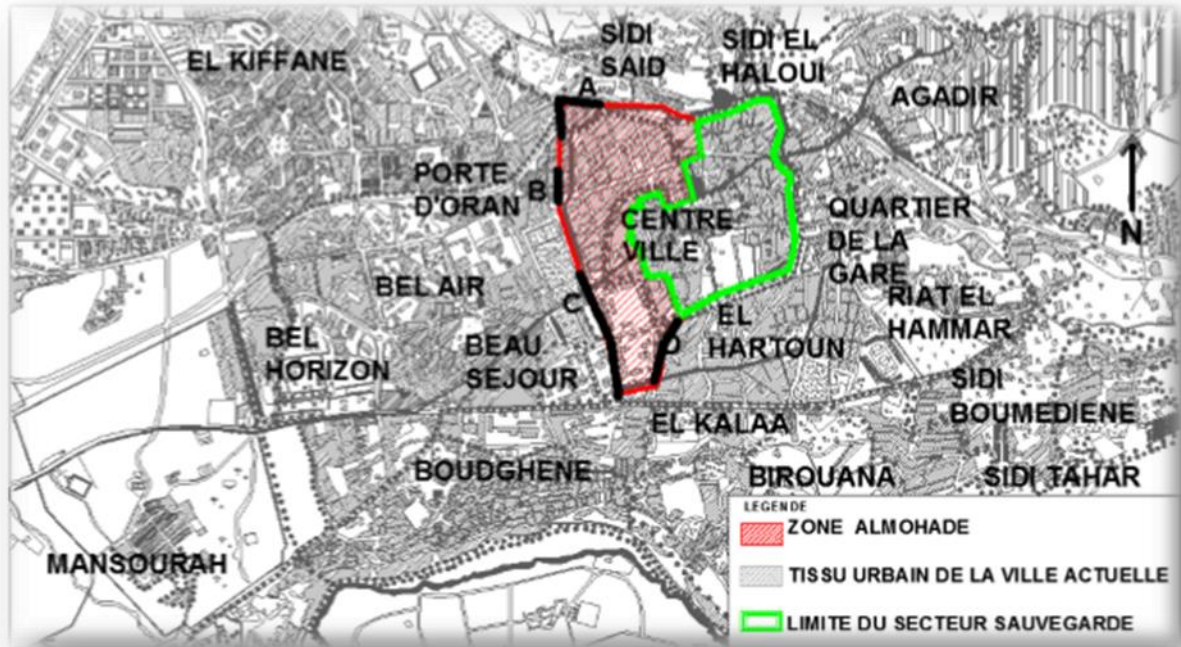 SIDI
SAID
SIDI EL
HALOUI
EL KIFFANE
A
AGADIR
PORTE
D'ORAN
B
CENTRE
VILLE
QUARTIER
DE LA
GARE
N
BEL AIR
C
RIAT EL
HAMMAR
BEL
HORIZON
BEAU
SEJOUR
D
EL
HARTOUN
SIDI
BOUMEDIENE
EL KALAA
BOUDGHENE
BIROUANA
SIDI TAHAR
MANSOURAH
LEGENDE
ZONE ALMOHADE
TISSU URBAIN DE LA VILLE ACTUELLE
LIMITE DU SECTEUR SAUVEGARDE